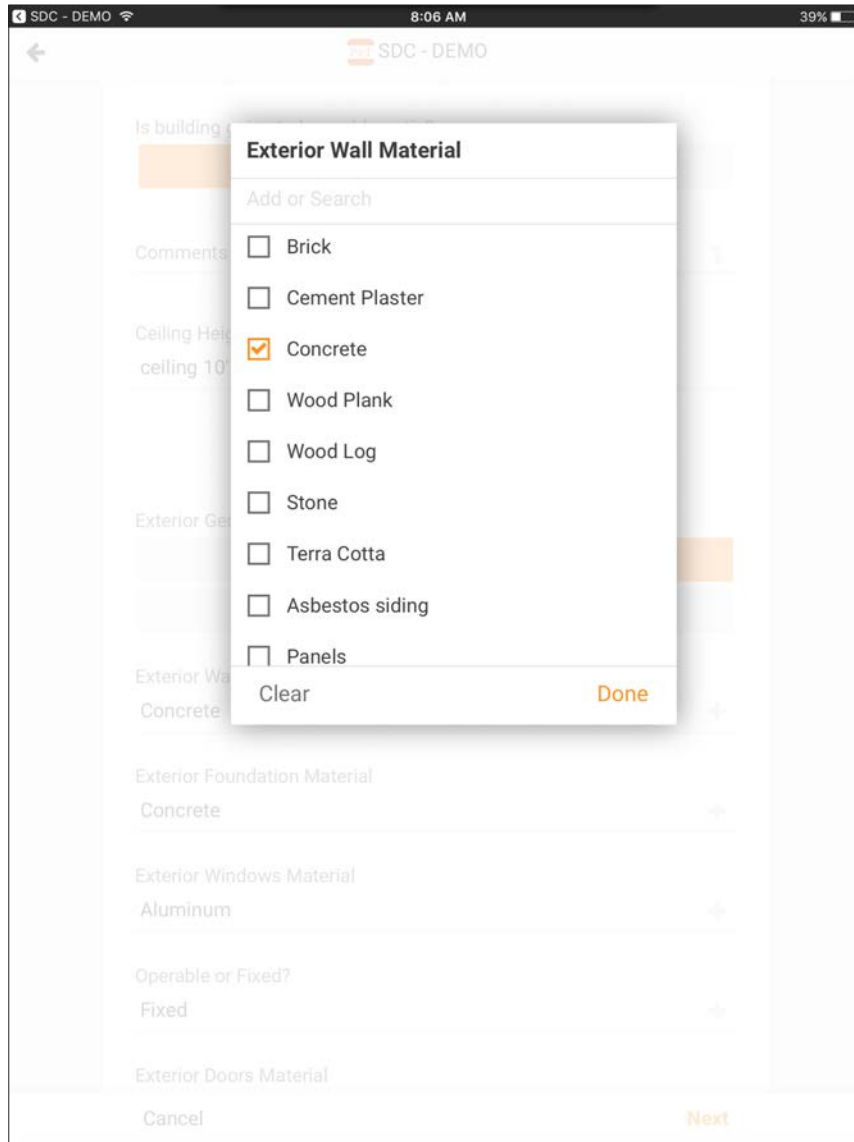 SDC - DEMO
8:06 AM
39%
SDC - DEMO
Is building
Exterior Wall Material
Add or Search
Comments
Brick
Cement Plaster
Ceiling Heig
ceiling 10'
Concrete
Wood Plank
Wood Log
Stone
Exterior Ge
Terra Cotta
Asbestos siding
Panels
Exterior Wa
Concrete
Clear
Done
Exterior Foundation Material
Concrete
Exterior Windows Material
Aluminum
Operable or Fixed?
Fixed
Exterior Doors Material
Cancel
Next